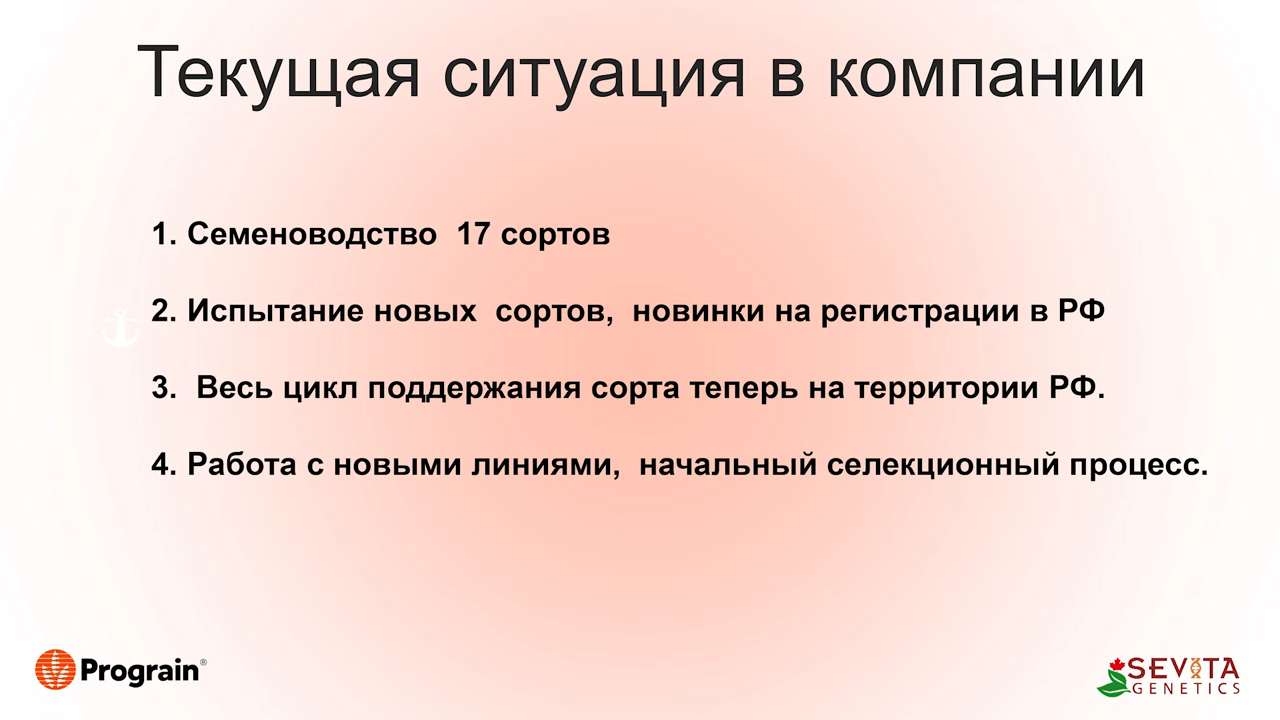 Текущая ситуация в компании
1. Семеноводство 17 сортов
2. Испытание новых сортов, новинки на регистрации в РФ
3. Весь цикл поддержания сорта теперь на территории РФ.
4. Работа с новыми линиями, начальный селекционный процесс.
Prograin®
SEVITA
GENETICS